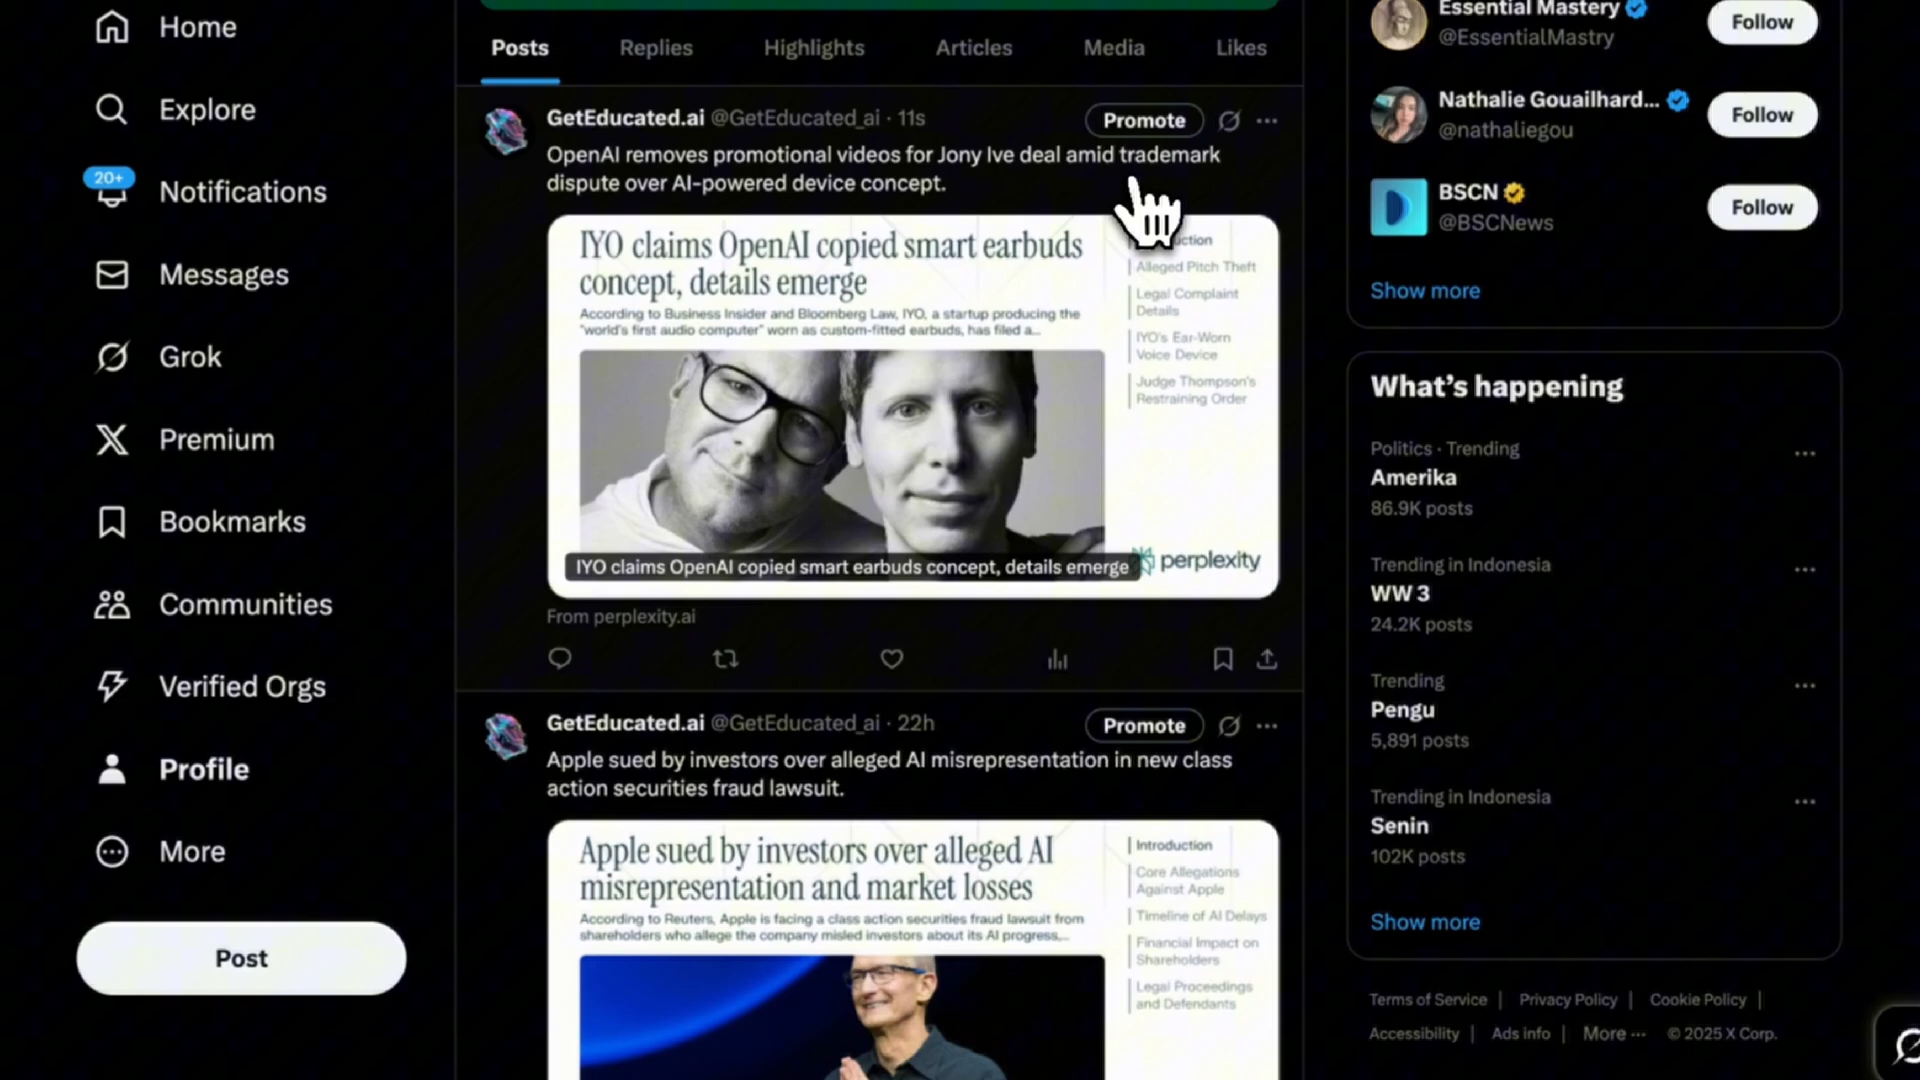 Home
Explore
20+
Notifications
Messages
Grok
Premium
Bookmarks
Communities
Verified Orgs
Profile
More
Post
Posts
Replies
Highlights
Articles
Media
Likes
GetEducated.ai @GetEducated_ai · 11s
Promote
OpenAI removes promotional videos for Jony Ive deal amid trademark
dispute over AI-powered device concept.
IYO claims OpenAI copied smart earbuds
concept, details emerge
According to Business Insider and Bloomberg Law, IYO, a startup producing the
"world's first audio computer" worn as custom-fitted earbuds, has filed a...
Alleged Pitch Theft
Legal Complaint
Details
IYO's Ear-Worn
Voice Device
Judge Thompson's
Restraining Order
IYO claims OpenAI copied smart earbuds concept, details emerge
perplexity
From perplexity.ai
GetEducated.ai @GetEducated_ai · 22h
Promote
Apple sued by investors over alleged AI misrepresentation in new class
action securities fraud lawsuit.
Apple sued by investors over alleged AI
misrepresentation and market losses
According to Reuters, Apple is facing a class action securities fraud lawsuit from
shareholders who allege the company misled investors about its AI progress,...
Introduction
Core Allegations
Against Apple
Timeline of AI Delays
Financial Impact on
Shareholders
Legal Proceedings
and Defendants
Essential Mastery
@EssentialMastry
Follow
Nathalie Gouailhard...
@nathaliegou
Follow
BSCN
@BSCNews
Follow
Show more
What's happening
Politics · Trending
Amerika
86.9K posts
Trending in Indonesia
WW 3
24.2K posts
Trending
Pengu
5,891 posts
Trending in Indonesia
Senin
102K posts
Show more
Terms of Service | Privacy Policy | Cookie Policy |
Accessibility | Ads info | More ··· © 2025 X Corp.